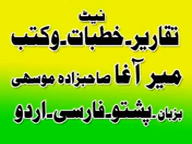 نیٹ
تقاریر۔خطبات۔وکتب
میر آغا صاحبزادہ موسھی
بزبان۔پشتو۔فارسی۔اردو